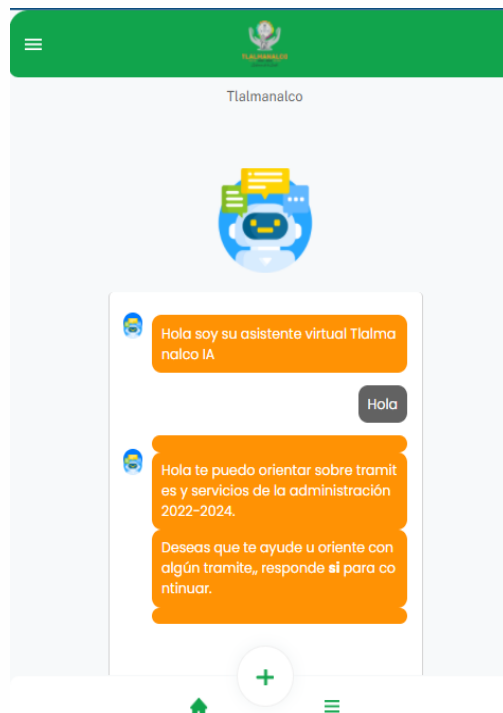 TLALMANALCO
Tlalmanalco
Hola soy su asistente virtual Tlalma
nalco IA
Hola
Hola te puedo orientar sobre tramit
es y servicios de la administración
2022-2024.
Deseas que te ayude u oriente con
algún tramite,, responde si para co
ntinuar.
+